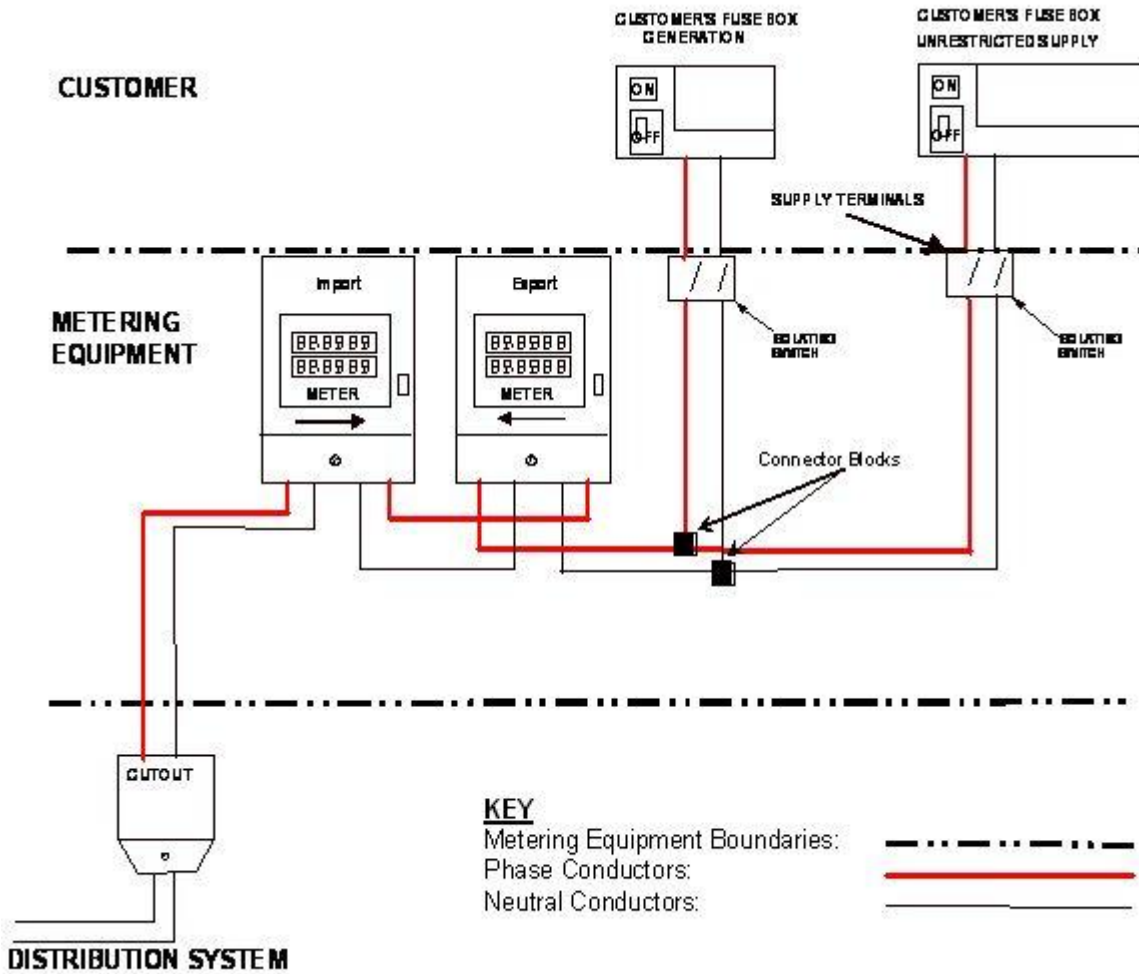 CUSTOMER'S FUSE BOX
GENERATION
CUSTOMER'S FUSE BOX
UNRESTRICTED SUPPLY
CUSTOMER
ON
OFF
ON
OFF
SUPPLY TERMINALS
Import
Export
METERING
EQUIPMENT
METER
METER
ISOLATING
SWITCH
ISOLATING
SWITCH
Connector Blocks
CUTOUT
KEY
Metering Equipment Boundaries:
Phase Conductors:
Neutral Conductors:
DISTRIBUTION SYSTEM